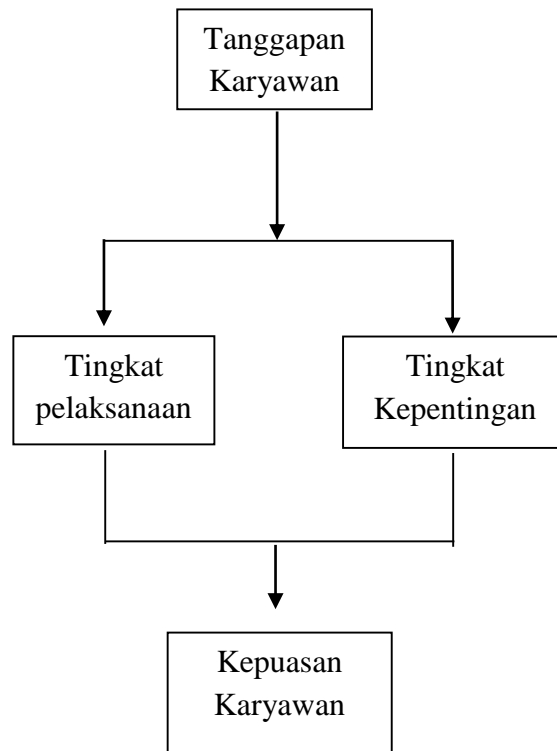 Tanggapan
Karyawan
Tingkat
pelaksanaan
Tingkat
Kepentingan
Kepuasan
Karyawan